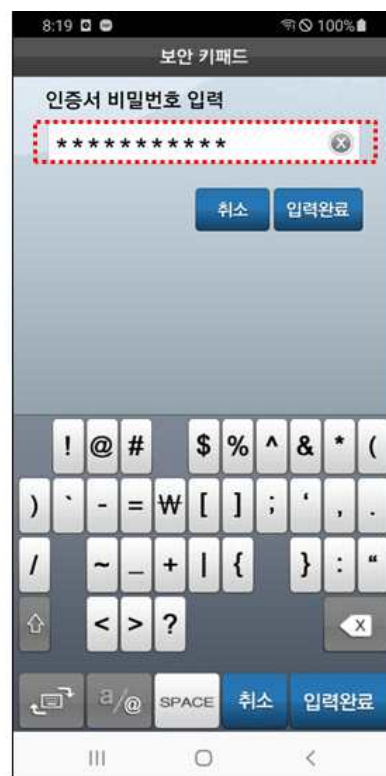 8:19 100%
보안 키패드
인증서 비밀번호 입력
***********
취소 입력완료
! @ # $ % ^ & * (
) ` - = ₩ [ ] ; ‘ , .
/ ~ _ + | { } : “
< > ?
a/@ SPACE 취소 입력완료